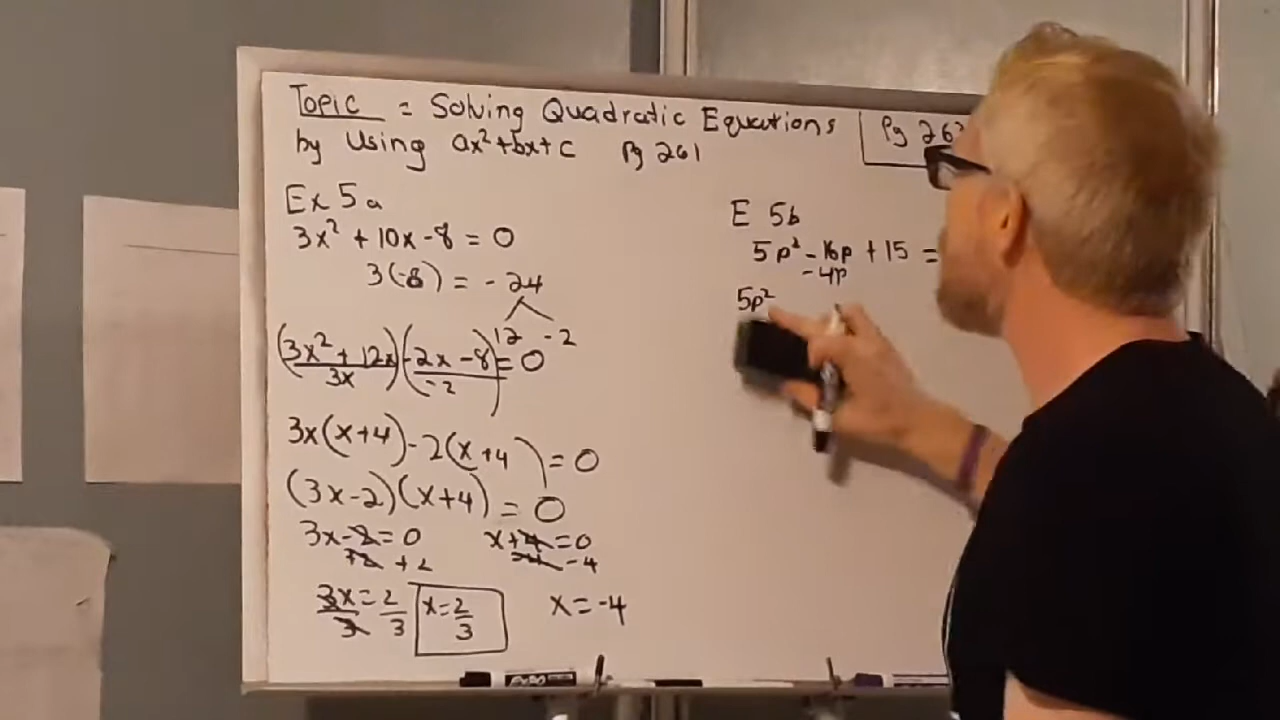 Topic = Solving Quadratic Equations
by Using ax²+bx+c Pg 261
Pg 263
Ex 5a
3x² + 10x - 8 = 0
3(-8) = - 24
12 -2
(3x² + 12x)(-2x - 8) = 0
3x -2
3x(x+4) - 2(x+4) = 0
(3x-2)(x+4) = 0
3x-2=0 x+4=0
+2 +2 -4 -4
3x=2 x=2 x=-4
3 3 3
E 5b
5p² - 16p + 15 =
-4p
5p²
EXPO